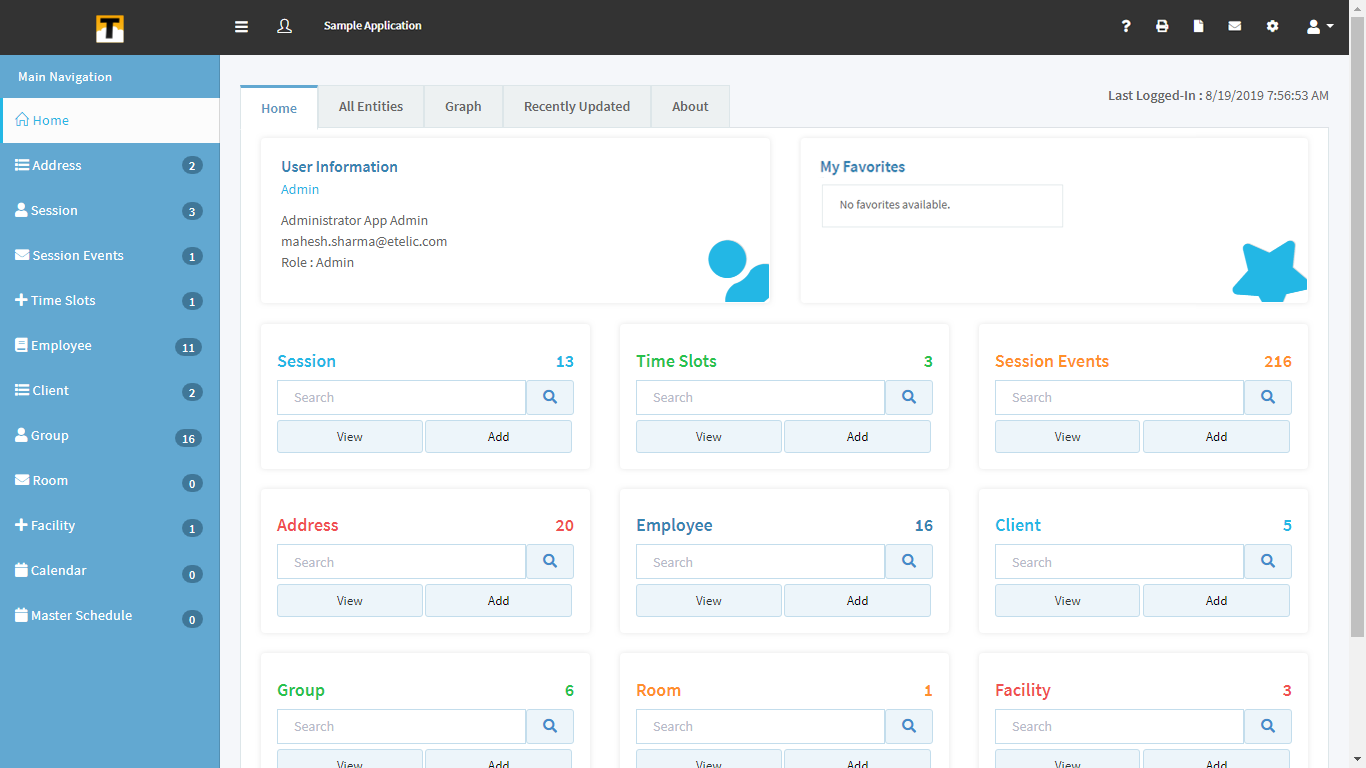 T
Sample Application
Main Navigation
Home
Address 2
Session 3
Session Events 1
Time Slots 1
Employee 11
Client 2
Group 16
Room 0
Facility 1
Calendar 0
Master Schedule 0
Home All Entities Graph Recently Updated About
Last Logged-In : 8/19/2019 7:56:53 AM
User Information
Admin
Administrator App Admin
mahesh.sharma@etelic.com
Role : Admin
My Favorites
No favorites available.
Session 13
Search
View Add
Time Slots 3
Search
View Add
Session Events 216
Search
View Add
Address 20
Search
View Add
Employee 16
Search
View Add
Client 5
Search
View Add
Group 6
Search
View Add
Room 1
Search
View Add
Facility 3
Search
View Add